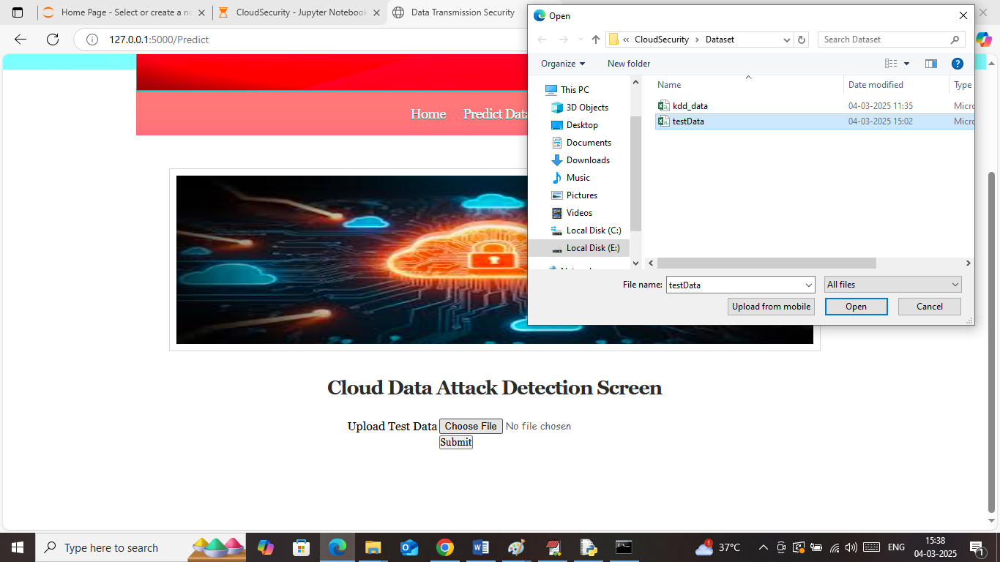 Home Page - Select or create a no
CloudSecurity - Jupyter Notebook
Data Transmission Security
127.0.0.1:5000/Predict
Home Predict Data
Cloud Data Attack Detection Screen
Upload Test Data Choose File No file chosen
Submit
Open
« CloudSecurity › Dataset
Search Dataset
Organize
New folder
This PC
3D Objects
Desktop
Documents
Downloads
Music
Pictures
Videos
Local Disk (C:)
Local Disk (E:)
Name Date modified Type
kdd_data 04-03-2025 11:35 Micro
testData 04-03-2025 15:02 Micro
File name: testData All files
Upload from mobile Open Cancel
Type here to search
1
37°C
ENG
15:38
04-03-2025
1